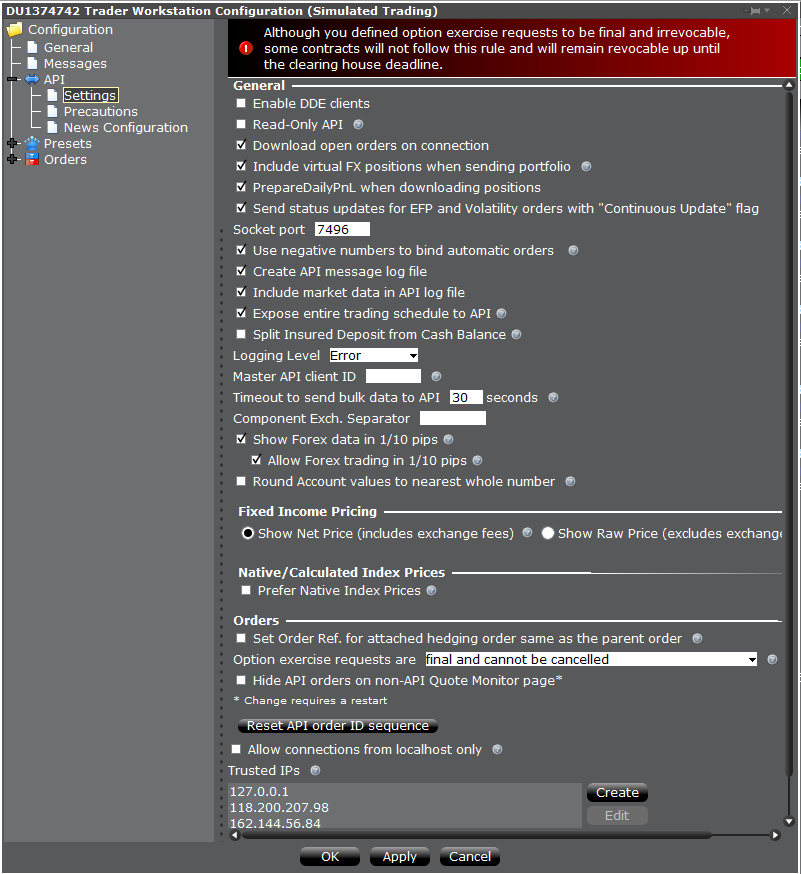 DU1374742 Trader Workstation Configuration (Simulated Trading)
Configuration
General
Messages
API
Settings
Precautions
News Configuration
Presets
Orders
Although you defined option exercise requests to be final and irrevocable,
some contracts will not follow this rule and will remain revocable up until
the clearing house deadline.
General
Enable DDE clients
Read-Only API
Download open orders on connection
Include virtual FX positions when sending portfolio
PrepareDailyPnL when downloading positions
Send status updates for EFP and Volatility orders with "Continuous Update" flag
Socket port 7496
Use negative numbers to bind automatic orders
Create API message log file
Include market data in API log file
Expose entire trading schedule to API
Split Insured Deposit from Cash Balance
Logging Level Error
Master API client ID
Timeout to send bulk data to API 30 seconds
Component Exch. Separator
Show Forex data in 1/10 pips
Allow Forex trading in 1/10 pips
Round Account values to nearest whole number
Fixed Income Pricing
Show Net Price (includes exchange fees) Show Raw Price (excludes exchange
Native/Calculated Index Prices
Prefer Native Index Prices
Orders
Set Order Ref. for attached hedging order same as the parent order
Option exercise requests are final and cannot be cancelled
Hide API orders on non-API Quote Monitor page*
* Change requires a restart
Reset API order ID sequence
Allow connections from localhost only
Trusted IPs
127.0.0.1
118.200.207.98
162.144.56.84
Create
Edit
OK Apply Cancel